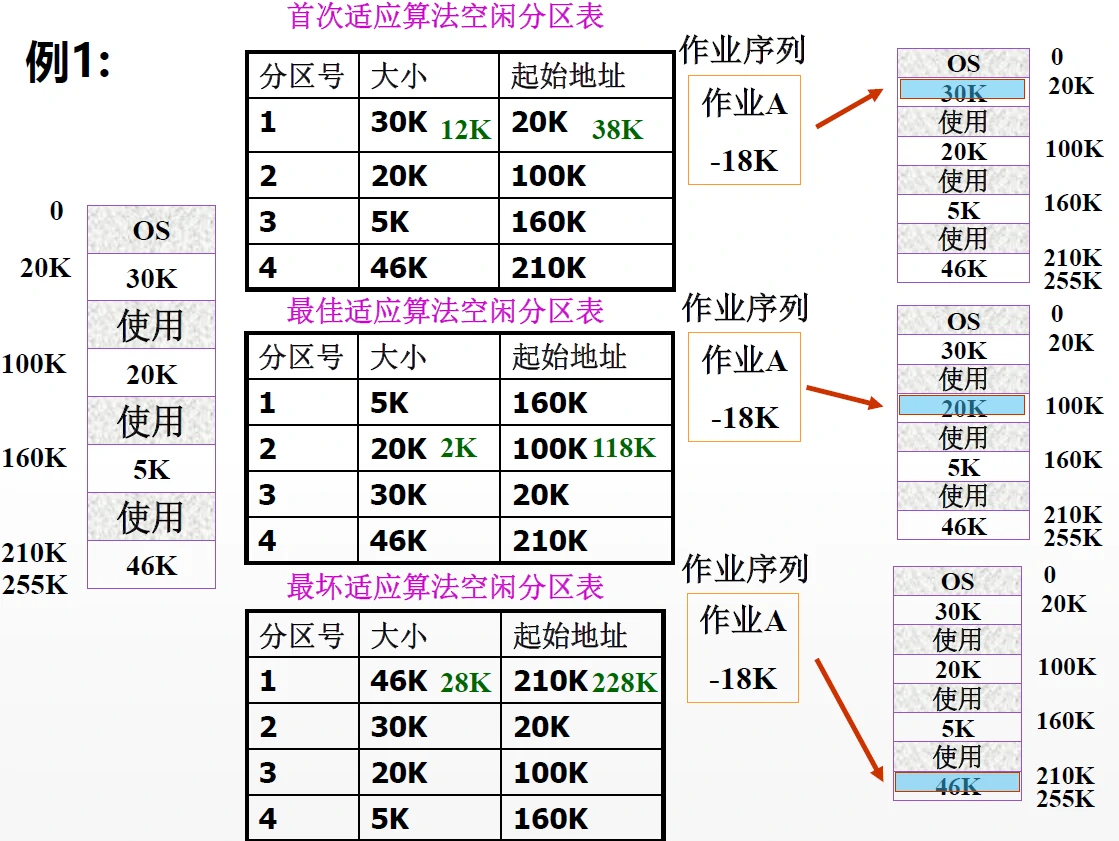 例1:
0
OS
20K
30K
使用
100K
20K
使用
160K
5K
使用
210K
46K
255K
首次适应算法空闲分区表
分区号 大小 起始地址
1 30K 12K 20K 38K
2 20K 100K
3 5K 160K
4 46K 210K
作业序列
作业A
-18K
OS 0
30K 20K
使用
20K 100K
使用
5K 160K
使用
46K 210K
255K
最佳适应算法空闲分区表
分区号 大小 起始地址
1 5K 160K
2 20K 2K 100K 118K
3 30K 20K
4 46K 210K
作业序列
作业A
-18K
OS 0
30K 20K
使用
20K 100K
使用
5K 160K
使用
46K 210K
255K
最坏适应算法空闲分区表
分区号 大小 起始地址
1 46K 28K 210K 228K
2 30K 20K
3 20K 100K
4 5K 160K
作业序列
作业A
-18K
OS 0
30K 20K
使用
20K 100K
使用
5K 160K
使用
46K 210K
255K